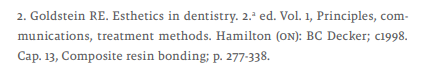 2. Goldstein RE. Esthetics in dentistry. 2.ª ed. Vol. 1, Principles, com-
munications, treatment methods. Hamilton (ON): BC Decker; c1998.
Cap. 13, Composite resin bonding; p. 277-338.